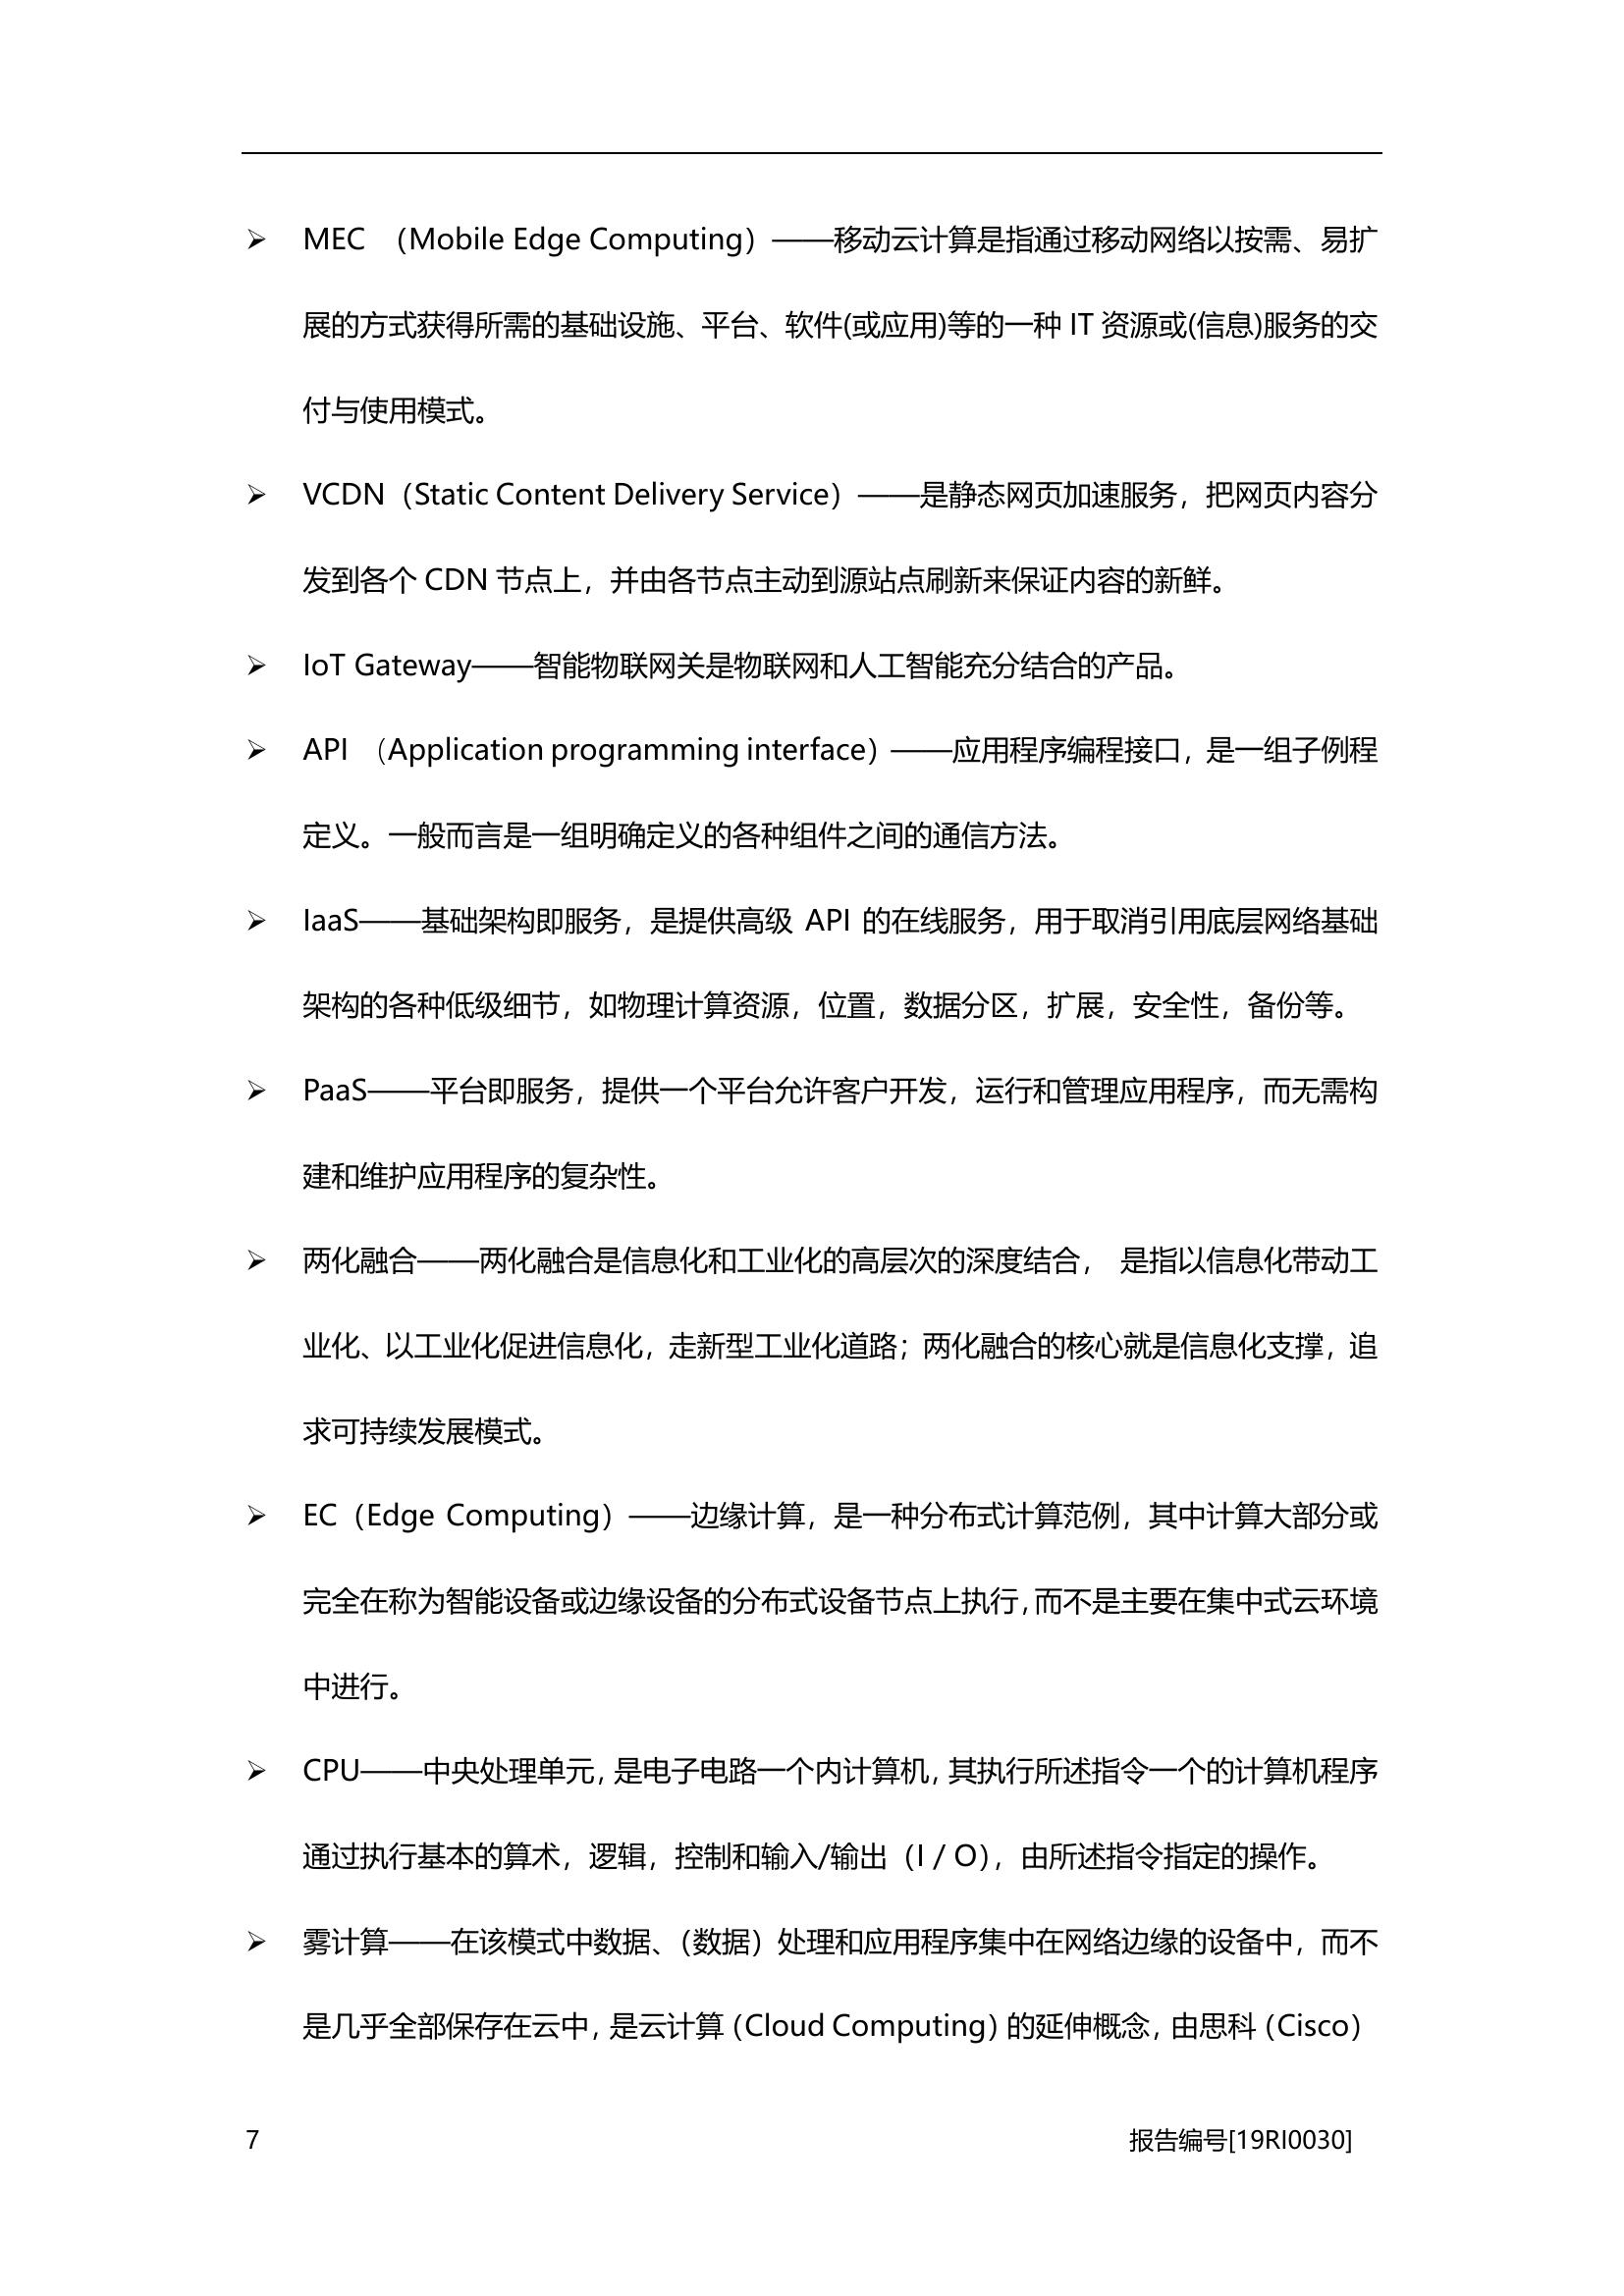 ➢ MEC （Mobile Edge Computing）——移动云计算是指通过移动网络以按需、易扩
展的方式获得所需的基础设施、平台、软件(或应用)等的一种 IT 资源或(信息)服务的交
付与使用模式。
➢ VCDN（Static Content Delivery Service）——是静态网页加速服务，把网页内容分
发到各个 CDN 节点上，并由各节点主动到源站点刷新来保证内容的新鲜。
➢ IoT Gateway——智能物联网关是物联网和人工智能充分结合的产品。
➢ API （Application programming interface）——应用程序编程接口，是一组子例程
定义。一般而言是一组明确定义的各种组件之间的通信方法。
➢ IaaS——基础架构即服务，是提供高级 API 的在线服务，用于取消引用底层网络基础
架构的各种低级细节，如物理计算资源，位置，数据分区，扩展，安全性，备份等。
➢ PaaS——平台即服务，提供一个平台允许客户开发，运行和管理应用程序，而无需构
建和维护应用程序的复杂性。
➢ 两化融合——两化融合是信息化和工业化的高层次的深度结合， 是指以信息化带动工
业化、以工业化促进信息化，走新型工业化道路；两化融合的核心就是信息化支撑，追
求可持续发展模式。
➢ EC（Edge Computing）——边缘计算，是一种分布式计算范例，其中计算大部分或
完全在称为智能设备或边缘设备的分布式设备节点上执行，而不是主要在集中式云环境
中进行。
➢ CPU——中央处理单元，是电子电路一个内计算机，其执行所述指令一个的计算机程序
通过执行基本的算术，逻辑，控制和输入/输出（I / O），由所述指令指定的操作。
➢ 雾计算——在该模式中数据、（数据）处理和应用程序集中在网络边缘的设备中，而不
是几乎全部保存在云中，是云计算（Cloud Computing）的延伸概念，由思科（Cisco）
7 报告编号[19RI0030]